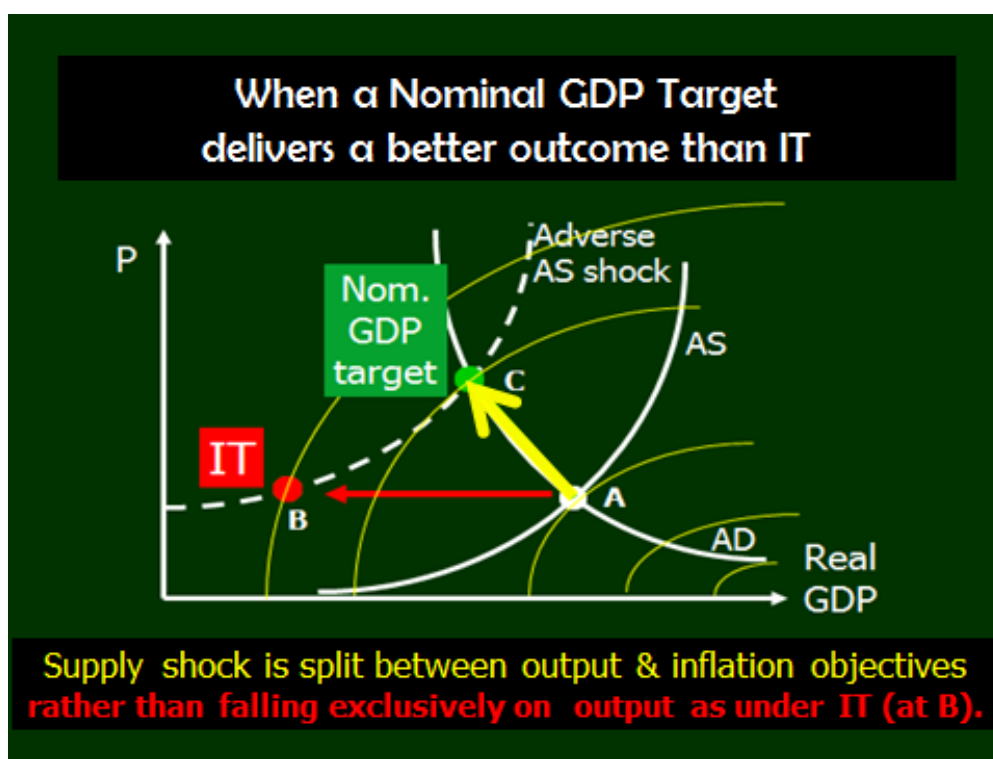 When a Nominal GDP Target
delivers a better outcome than IT
P
Adverse
AS shock
Nom.
GDP
target
AS
C
IT
B
A
AD
Real
GDP
Supply shock is split between output & inflation objectives
rather than falling exclusively on output as under IT (at B).